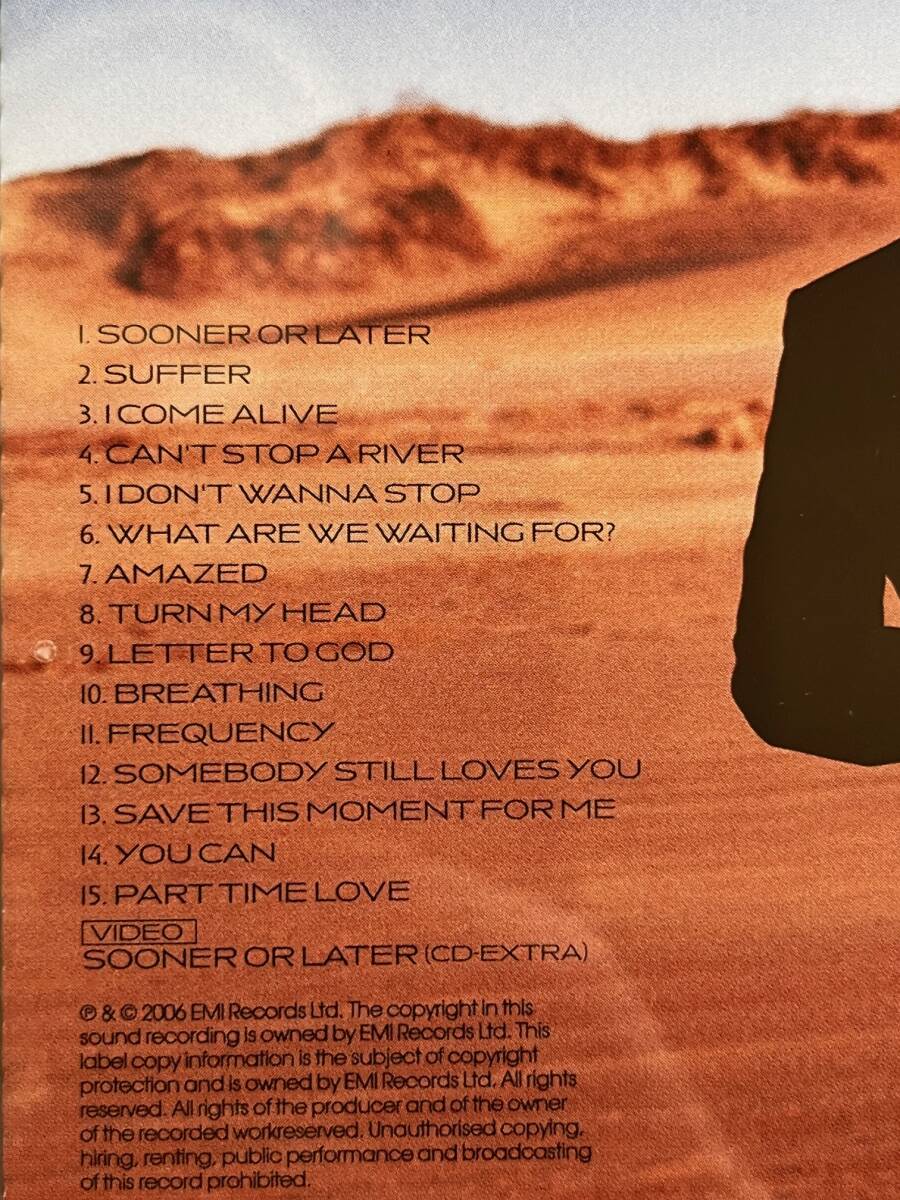 1. SOONER OR LATER
2. SUFFER
3. I COME ALIVE
4. CAN'T STOP A RIVER
5. I DON'T WANNA STOP
6. WHAT ARE WE WAITING FOR?
7. AMAZED
8. TURN MY HEAD
9. LETTER TO GOD
10. BREATHING
11. FREQUENCY
12. SOMEBODY STILL LOVES YOU
13. SAVE THIS MOMENT FOR ME
14. YOU CAN
15. PART TIME LOVE
VIDEO
SOONER OR LATER (CD-EXTRA)
℗ & © 2006 EMI Records Ltd. The copyright in this
sound recording is owned by EMI Records Ltd. This
label copy information is the subject of copyright
protection and is owned by EMI Records Ltd. All rights
reserved. All rights of the producer and of the owner
of the recorded workreserved. Unauthorised copying,
hiring, renting, public performance and broadcasting
of this record prohibited.